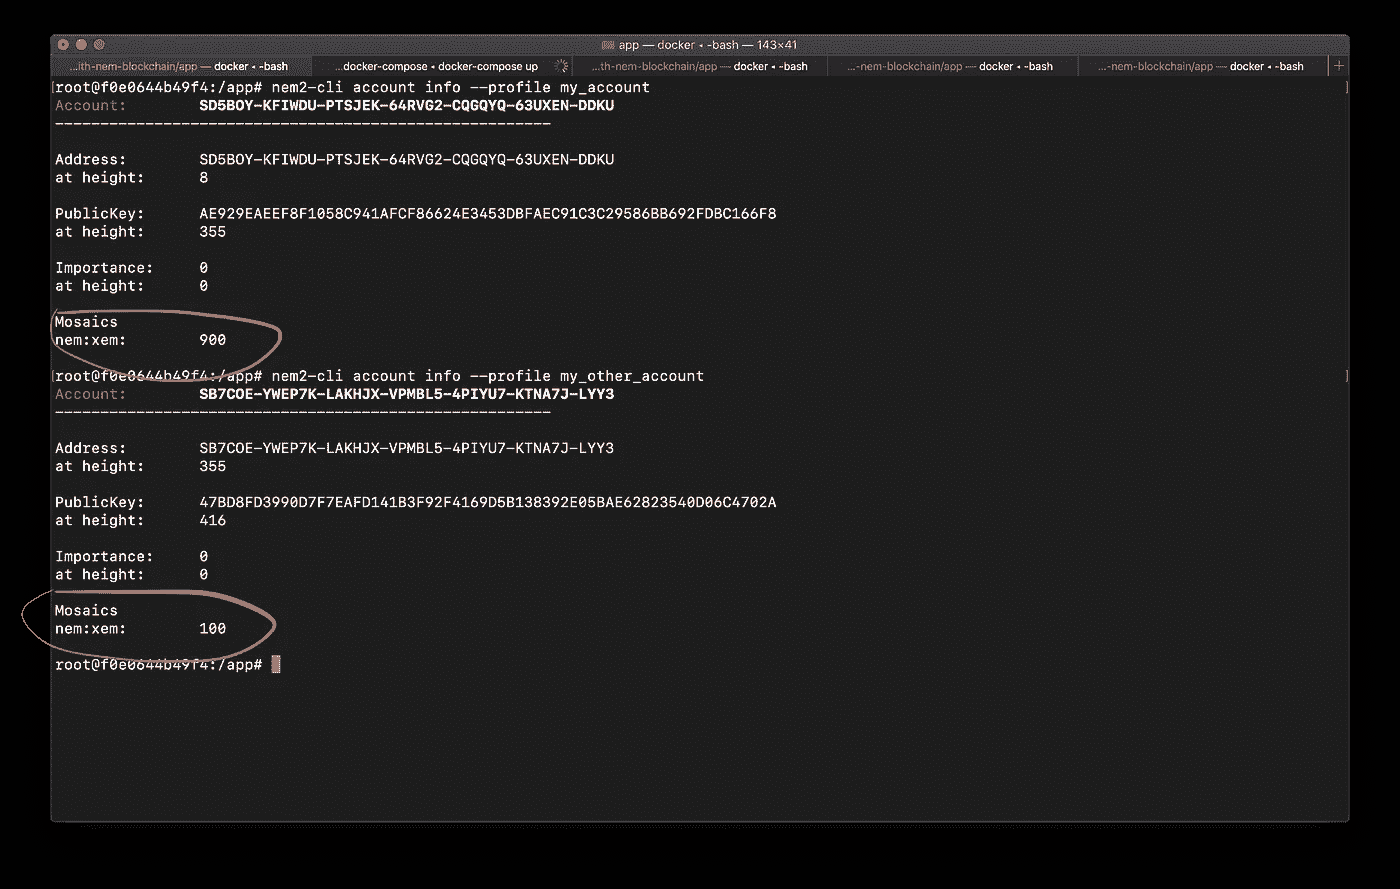 app — docker ◂ -bash — 143×41
...ith-nem-blockchain/app — docker ◂ -bash ...docker-compose ◂ docker-compose up ...th-nem-blockchain/app — docker ◂ -bash ...-nem-blockchain/app — docker ◂ -bash ...-nem-blockchain/app — docker ◂ -bash +
[root@f0e0644b49f4:/app# nem2-cli account info --profile my_account ]
Account: SD5BOY-KFIWDU-PTSJEK-64RVG2-CQGQYQ-63UXEN-DDKU
-------------------------------------------------------
Address: SD5BOY-KFIWDU-PTSJEK-64RVG2-CQGQYQ-63UXEN-DDKU
at height: 8
PublicKey: AE929EAEEF8F1058C941AFCF86624E3453DBFAEC91C3C29586BB692FDBC166F8
at height: 355
Importance: 0
at height: 0
Mosaics
nem:xem: 900
[root@f0e0644b49f4:/app# nem2-cli account info --profile my_other_account ]
Account: SB7COE-YWEP7K-LAKHJX-VPMBL5-4PIYU7-KTNA7J-LYY3
-------------------------------------------------------
Address: SB7COE-YWEP7K-LAKHJX-VPMBL5-4PIYU7-KTNA7J-LYY3
at height: 355
PublicKey: 47BD8FD3990D7F7EAFD141B3F92F4169D5B138392E05BAE62823540D06C4702A
at height: 416
Importance: 0
at height: 0
Mosaics
nem:xem: 100
root@f0e0644b49f4:/app#